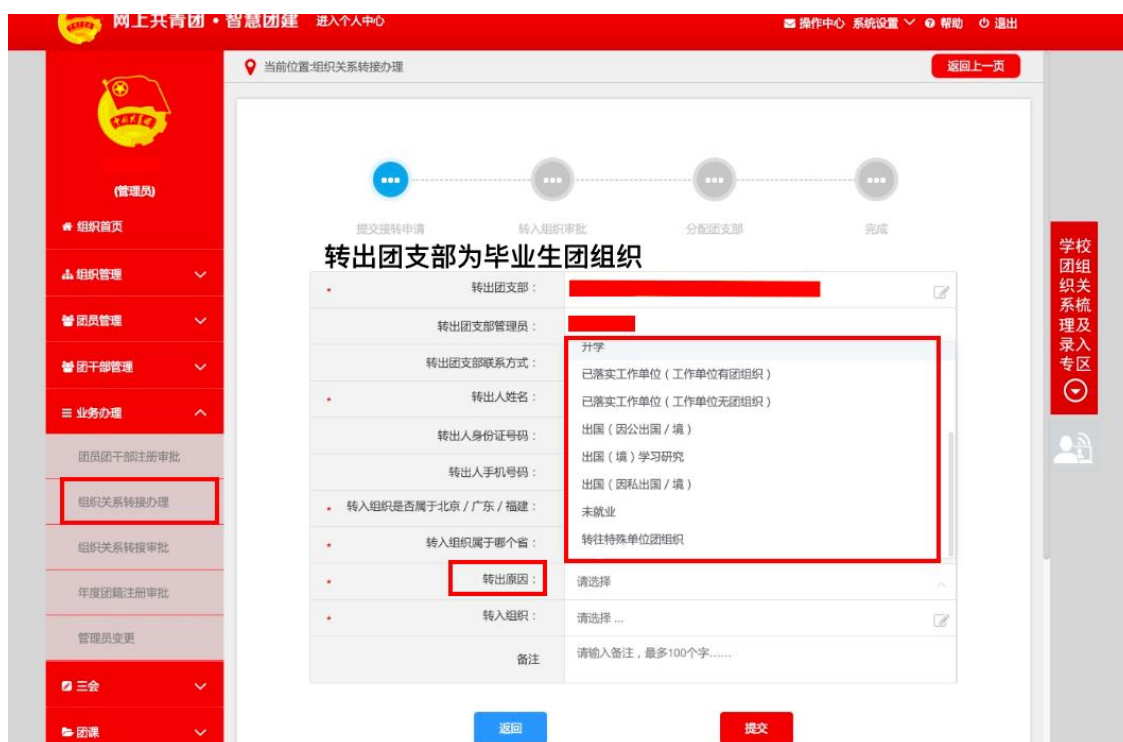 网上共青团·智慧团建 进入个人中心 操作中心 系统设置 帮助 退出
当前位置:组织关系转接办理 返回上一页
(管理员)
组织首页
组织管理
团员管理
团干部管理
业务办理
团员团干部注册审批
组织关系转接办理
组织关系转接审批
年度团籍注册审批
管理员变更
三会
团课
提交接转申请 转入组织审批 分配团支部 完成
转出团支部为毕业生团组织
* 转出团支部：
转出团支部管理员：
转出团支部联系方式：
* 转出人姓名：
转出人身份证号码：
转出人手机号码：
* 转入组织是否属于北京/广东/福建：
* 转入组织属于哪个省：
升学
已落实工作单位（工作单位有团组织）
已落实工作单位（工作单位无团组织）
出国（因公出国/境）
出国（境）学习研究
出国（因私出国/境）
未就业
转往特殊单位团组织
* 转出原因： 请选择
* 转入组织： 请选择 ...
备注 请输入备注，最多100个字……
返回 提交
学校
团组
织关
系梳
理及
录入
专区